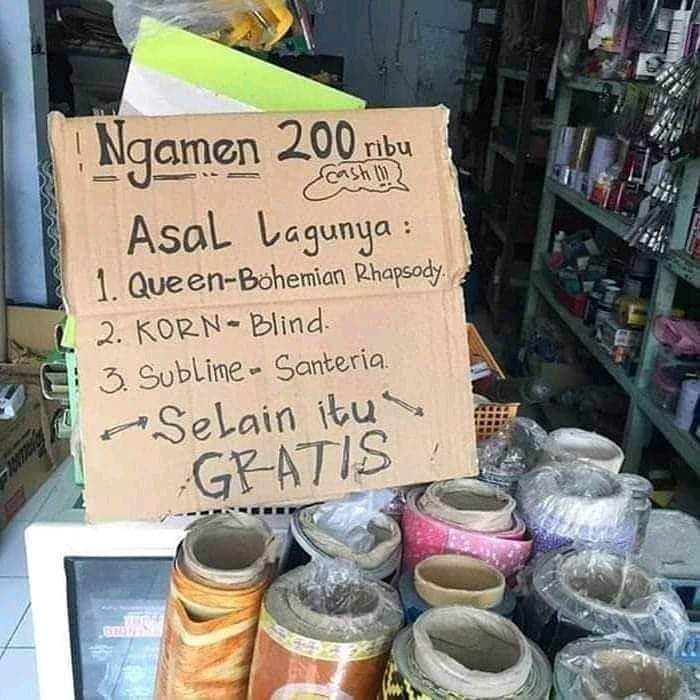 ! Ngamen 200 ribu
Cash!!!
Asal Lagunya :
1. Queen-Bohemian Rhapsody.
2. KORN - Blind.
3. Sublime - Santeria.
Selain itu
GRATIS